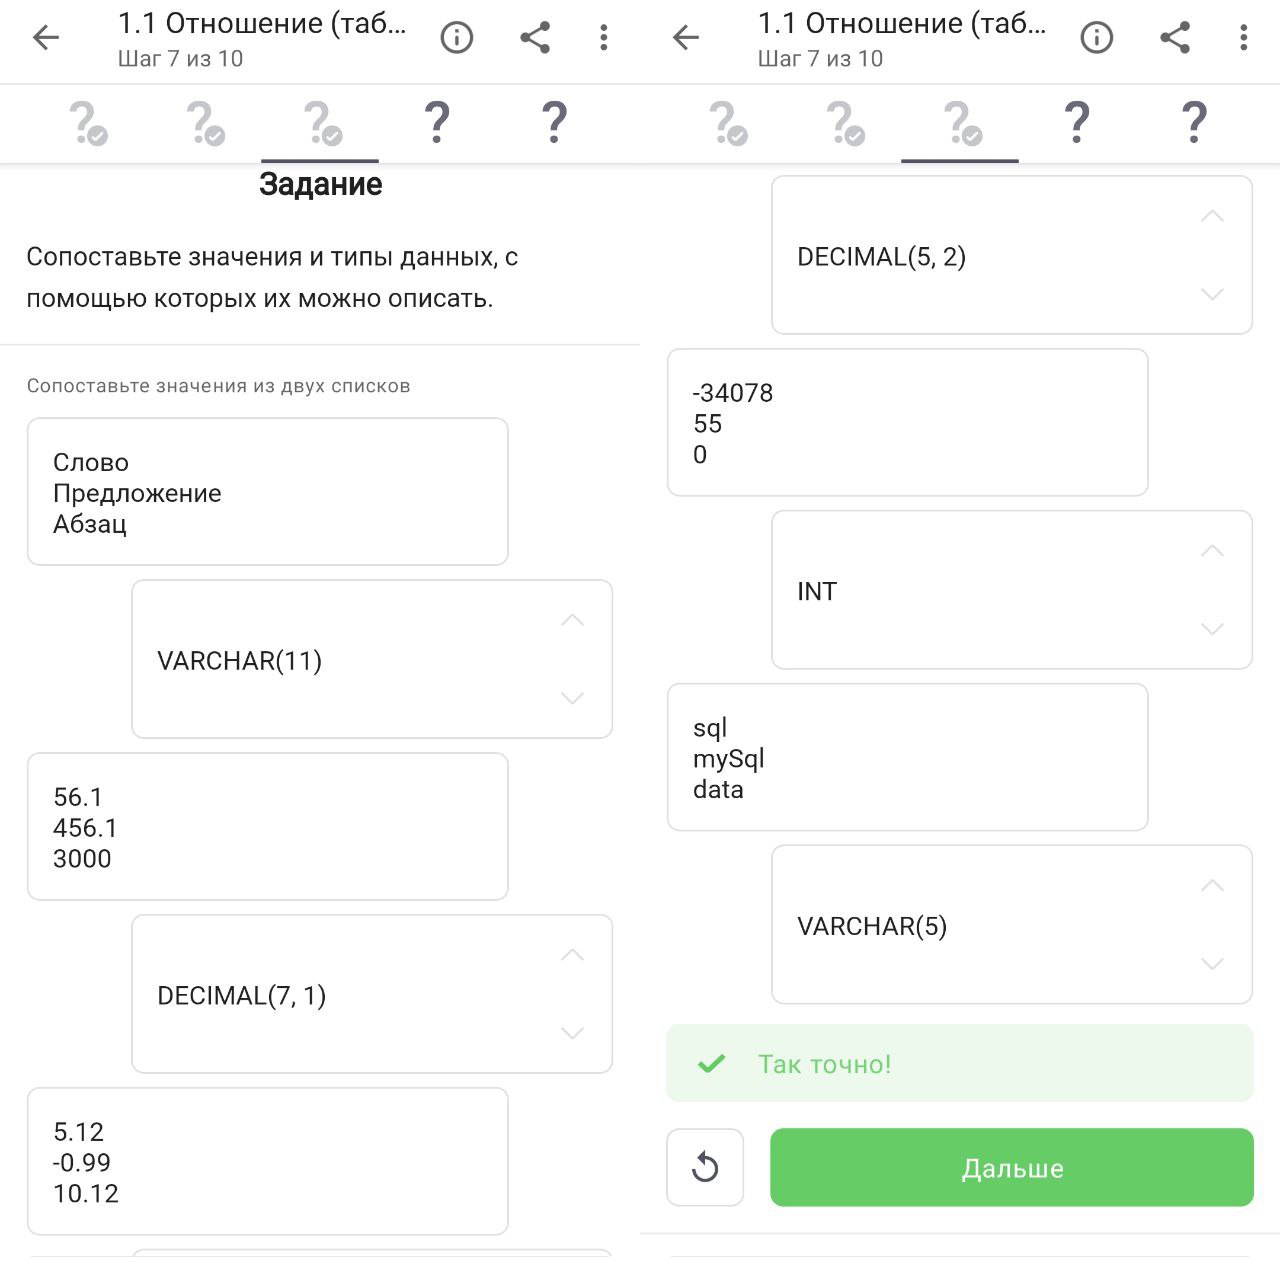 1.1 Отношение (таб...
Шаг 7 из 10
Задание
Сопоставьте значения и типы данных, с
помощью которых их можно описать.
Сопоставьте значения из двух списков
Слово
Предложение
Абзац
VARCHAR(11)
56.1
456.1
3000
DECIMAL(7, 1)
5.12
-0.99
10.12
1.1 Отношение (таб...
Шаг 7 из 10
DECIMAL(5, 2)
-34078
55
0
INT
sql
mySql
data
VARCHAR(5)
Так точно!
Дальше